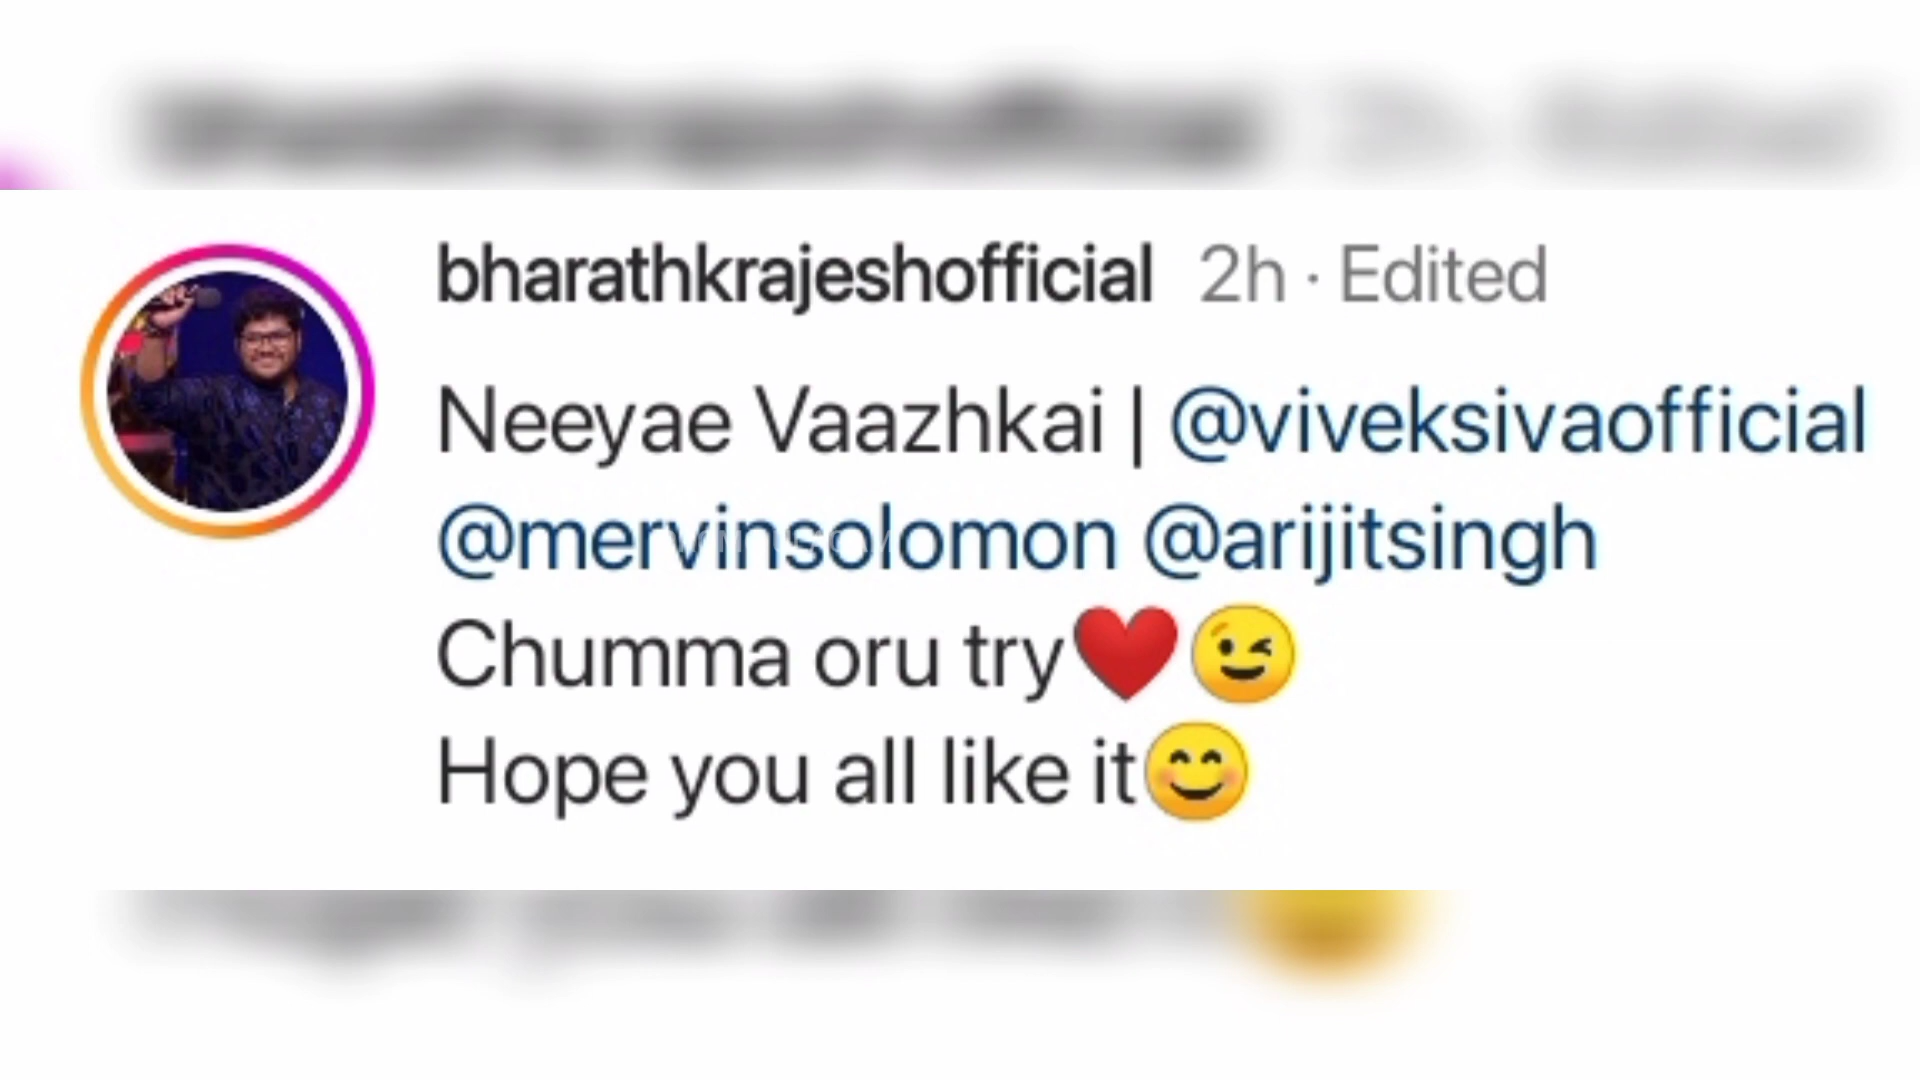 bharathkrajeshofficial 2h · Edited
Neeyae Vaazhkai | @viveksivaofficial
@mervinsolomon @arijitsingh
Chumma oru try❤️😉
Hope you all like it😊